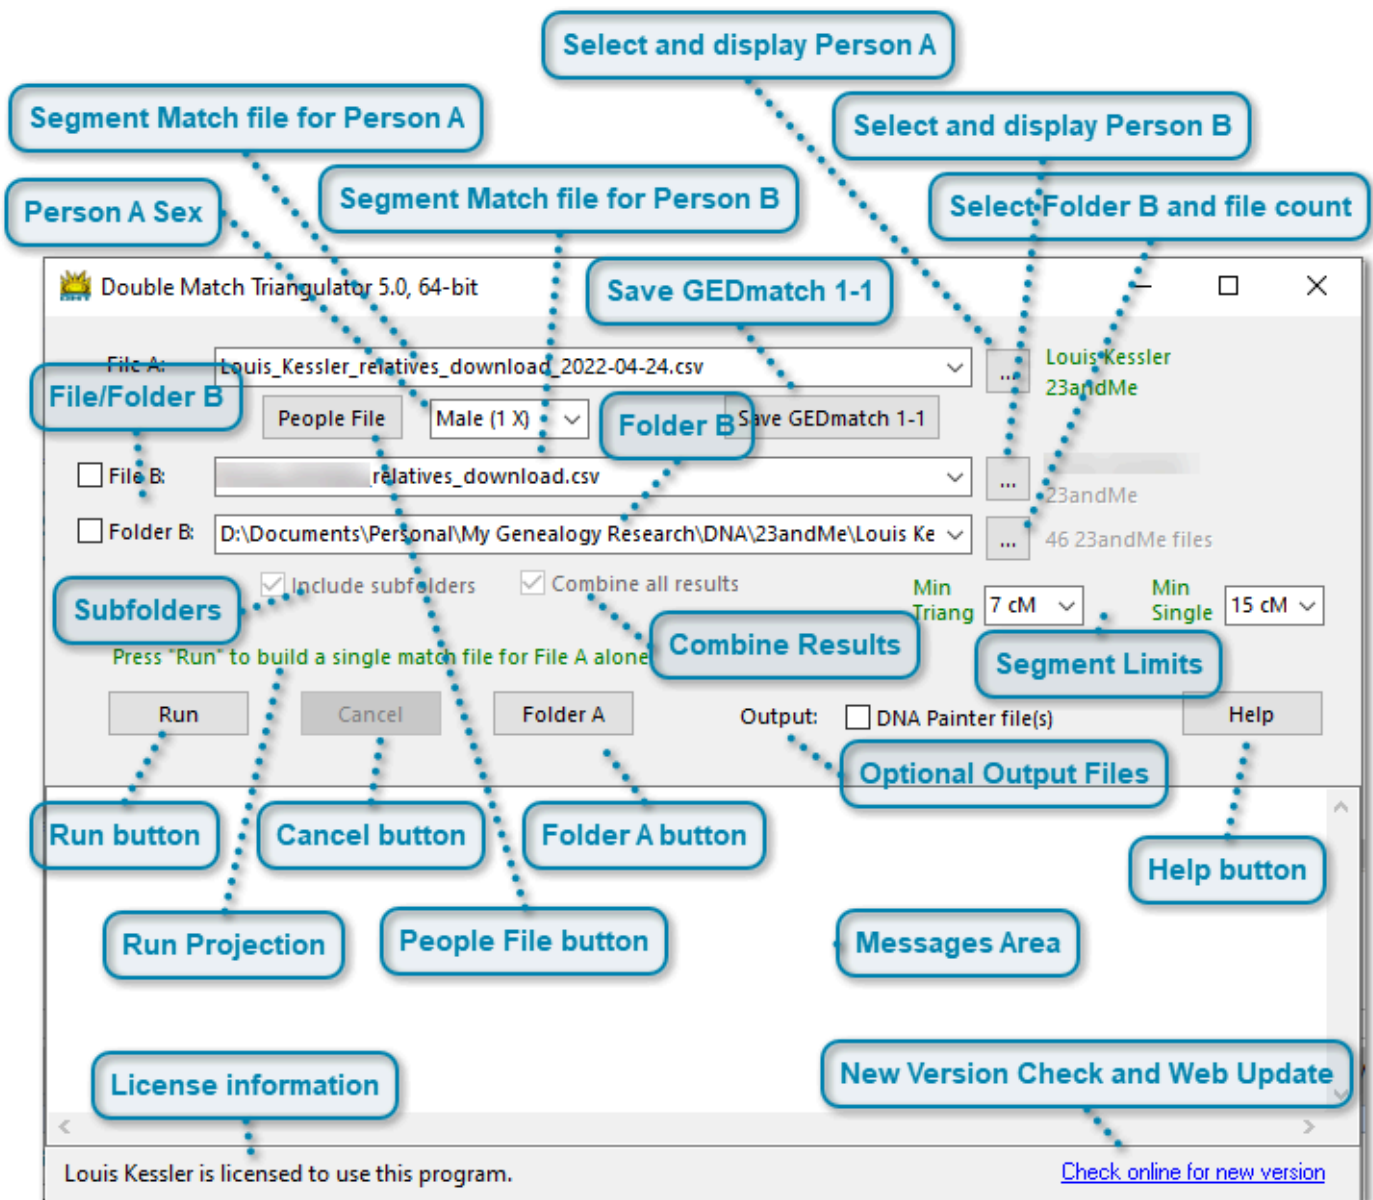 Select and display Person A
Segment Match file for Person A
Select and display Person B
Segment Match file for Person B
Person A Sex
Select Folder B and file count
Double Match Triangulator 5.0, 64-bit
Save GEDmatch 1-1
File A:
Louis_Kessler_relatives_download_2022-04-24.csv
...
Louis Kessler
23andMe
File/Folder B
People File
Male (1 X)
Folder B
Save GEDmatch 1-1
File B:
_relatives_download.csv
...
23andMe
Folder B:
D:\Documents\Personal\My Genealogy Research\DNA\23andMe\Louis Ke
...
46 23andMe files
Include subfolders
Combine all results
Subfolders
Min
Triang
7 cM
Min
Single
15 cM
Combine Results
Segment Limits
Press "Run" to build a single match file for File A alone
Run
Cancel
Folder A
Output:
DNA Painter file(s)
Help
Optional Output Files
Run button
Cancel button
Folder A button
Help button
Run Projection
People File button
Messages Area
License information
New Version Check and Web Update
Louis Kessler is licensed to use this program.
Check online for new version